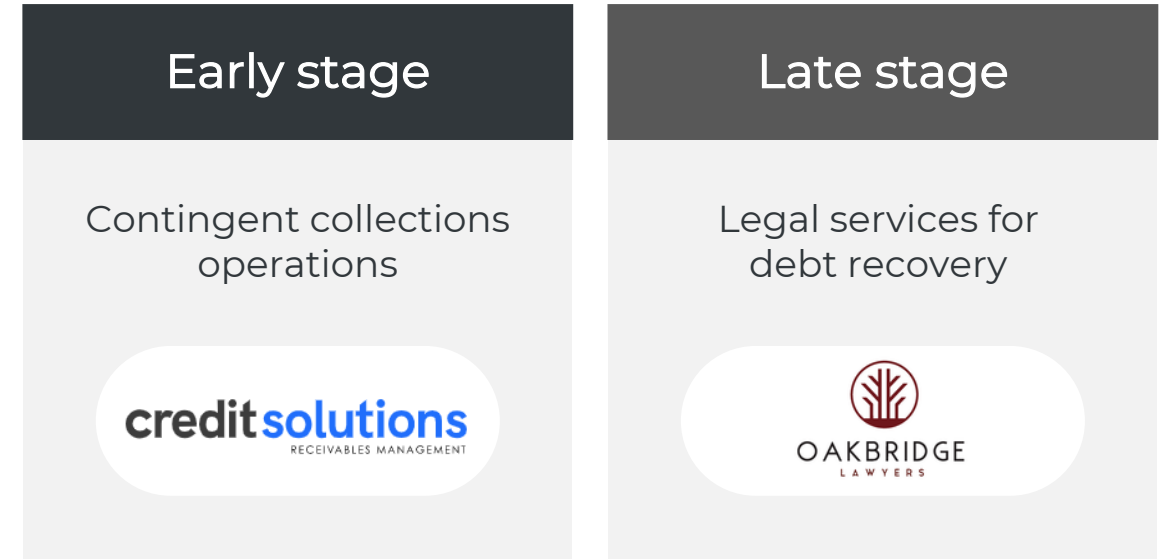 Early stage
Contingent collections
operations
creditsolutions
RECEIVABLES MANAGEMENT
Late stage
Legal services for
debt recovery
OAKBRIDGE
LAWYERS